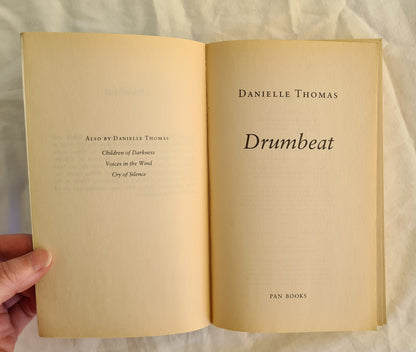 ALSO BY DANIELLE THOMAS
Children of Darkness
Voices in the Wind
Cry of Silence
DANIELLE THOMAS
Drumbeat
PAN BOOKS